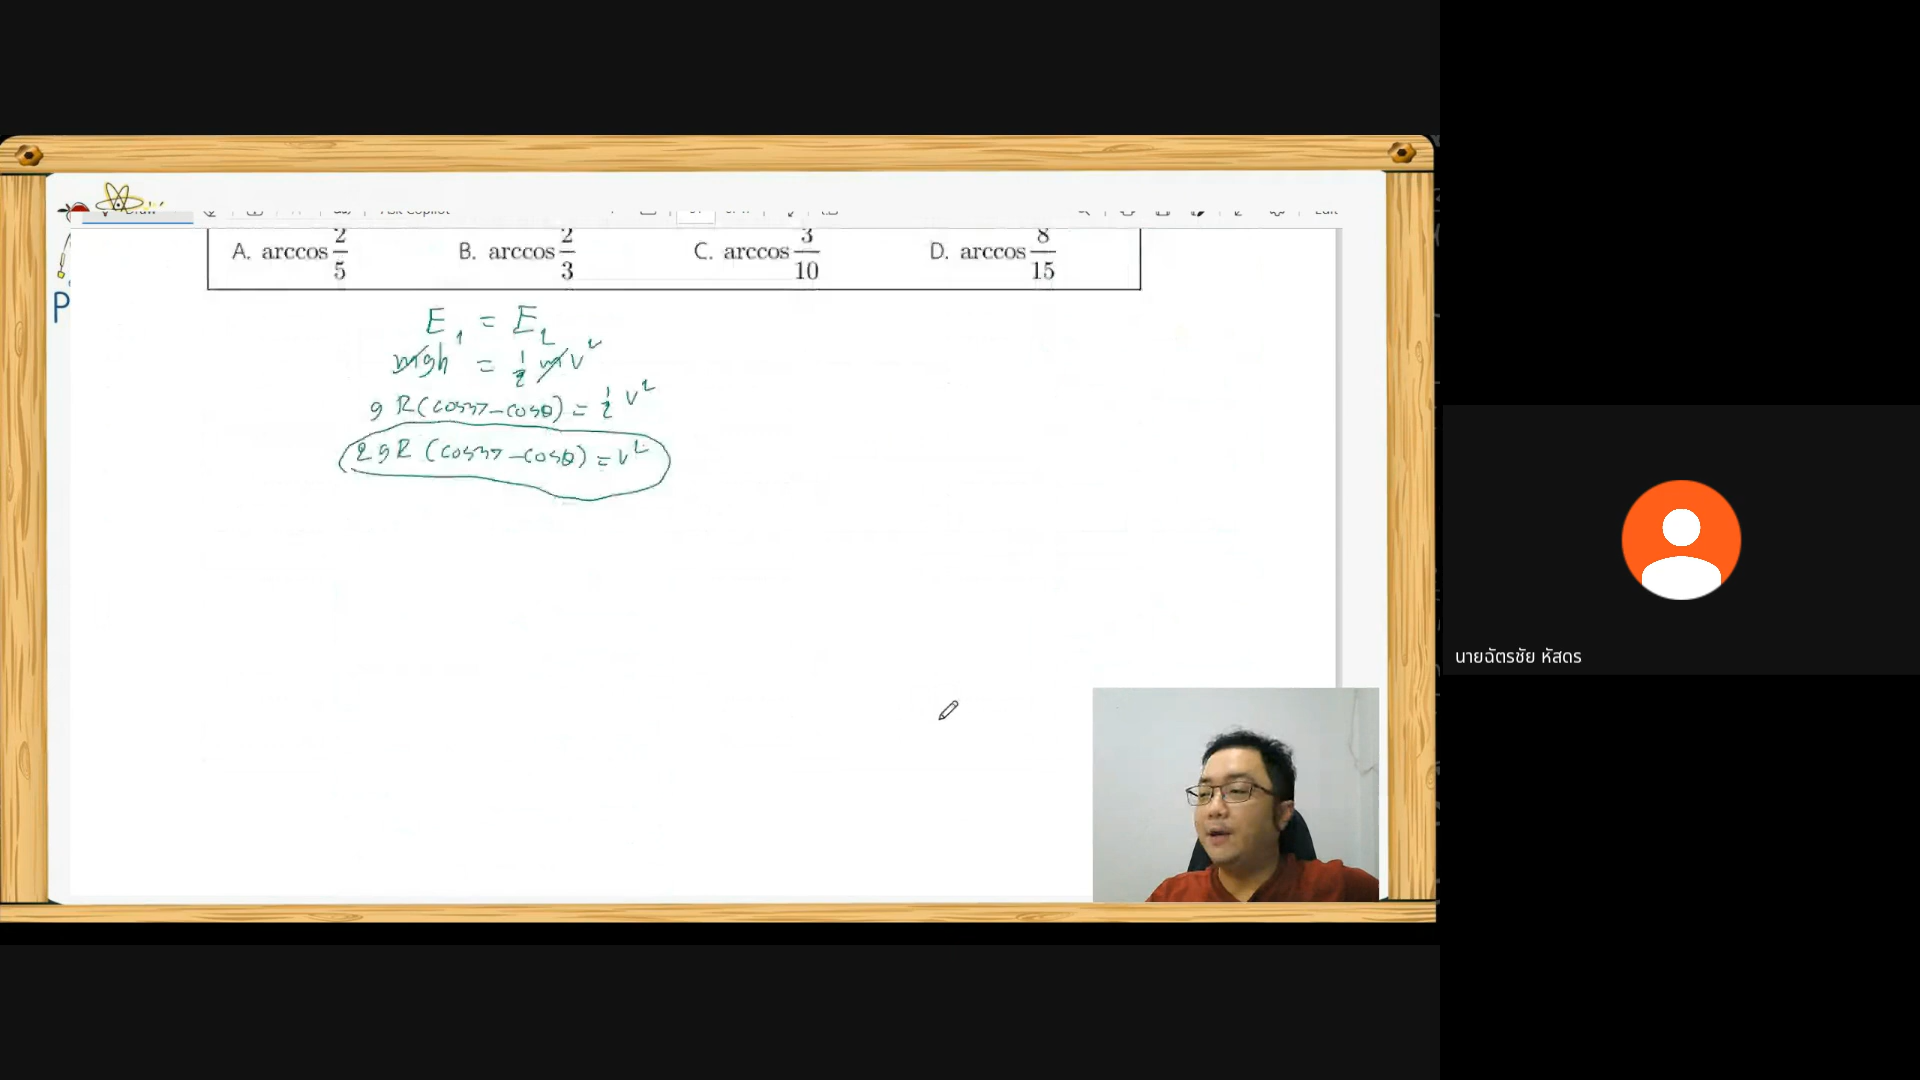 A. arccos 2/5 B. arccos 2/3 C. arccos 3/10 D. arccos 8/15
P
E₁ = E₂
mgh = 1/2 mv²
gR(cos37-cosθ) = 1/2 v²
2gR (cos37-cosθ) = v²
นายฉัตรชัย หัสดร